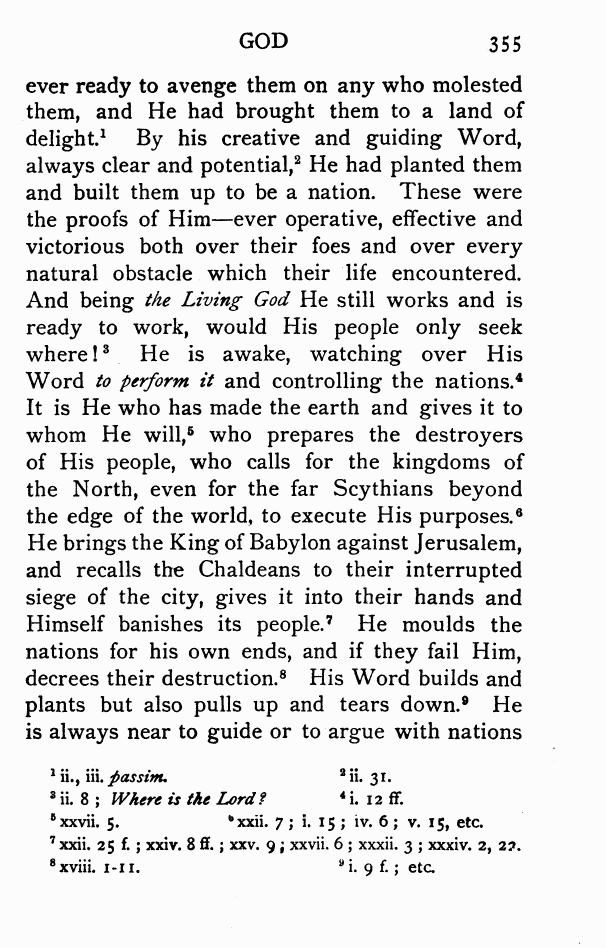 GOD 355
ever ready to avenge them on any who molested
them, and He had brought them to a land of
delight.¹ By his creative and guiding Word,
always clear and potential,² He had planted them
and built them up to be a nation. These were
the proofs of Him—ever operative, effective and
victorious both over their foes and over every
natural obstacle which their life encountered.
And being the Living God He still works and is
ready to work, would His people only seek
where!³ He is awake, watching over His
Word to perform it and controlling the nations.⁴
It is He who has made the earth and gives it to
whom He will,⁵ who prepares the destroyers
of His people, who calls for the kingdoms of
the North, even for the far Scythians beyond
the edge of the world, to execute His purposes.⁶
He brings the King of Babylon against Jerusalem,
and recalls the Chaldeans to their interrupted
siege of the city, gives it into their hands and
Himself banishes its people.⁷ He moulds the
nations for his own ends, and if they fail Him,
decrees their destruction.⁸ His Word builds and
plants but also pulls up and tears down.⁹ He
is always near to guide or to argue with nations
¹ ii., iii. passim. ² ii. 31.
³ ii. 8 ; Where is the Lord? ⁴ i. 12 ff.
⁵ xxvii. 5. ⁶ xxii. 7 ; i. 15 ; iv. 6 ; v. 15, etc.
⁷ xxii. 25 f. ; xxiv. 8 ff. ; xxv. 9 ; xxvii. 6 ; xxxii. 3 ; xxxiv. 2, 22.
⁸ xviii. 1-11. ⁹ i. 9 f. ; etc.